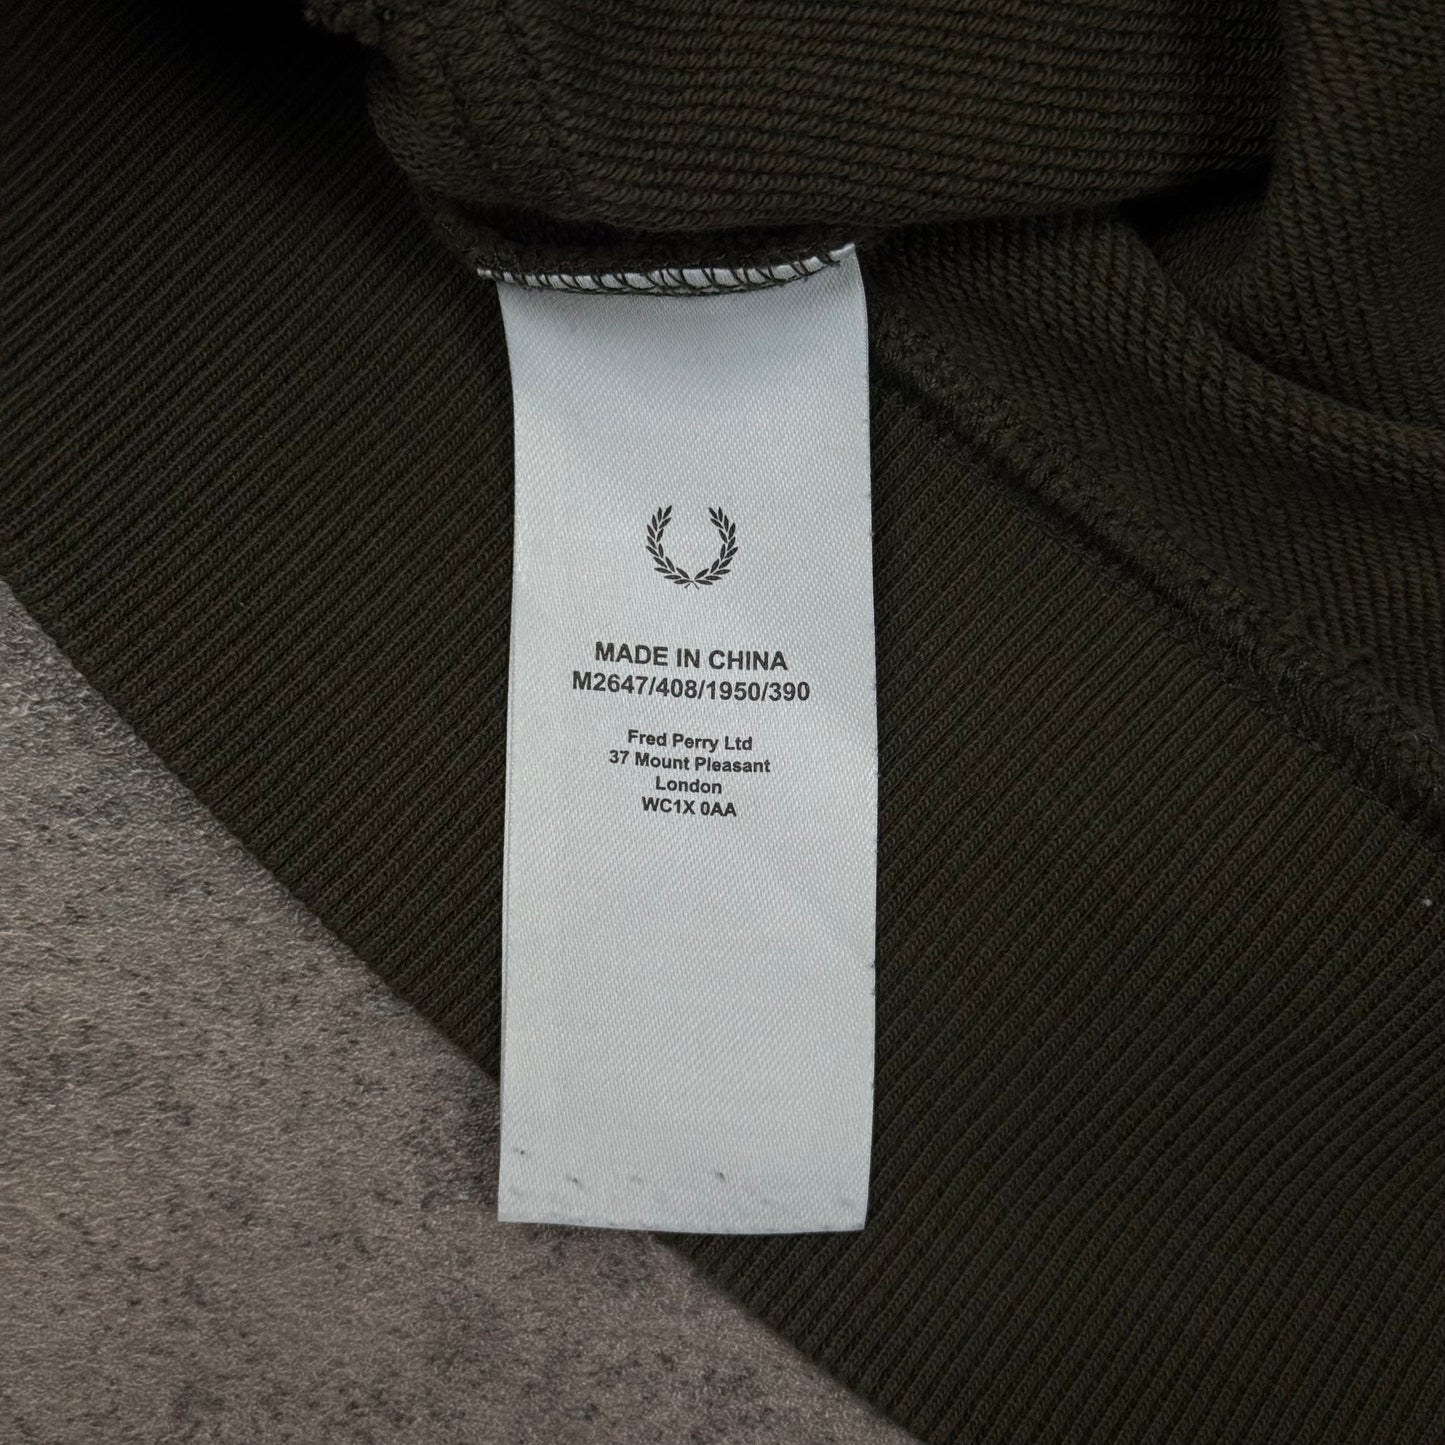 MADE IN CHINA
M2647/408/1950/390
Fred Perry Ltd
37 Mount Pleasant
London
WC1X 0AA